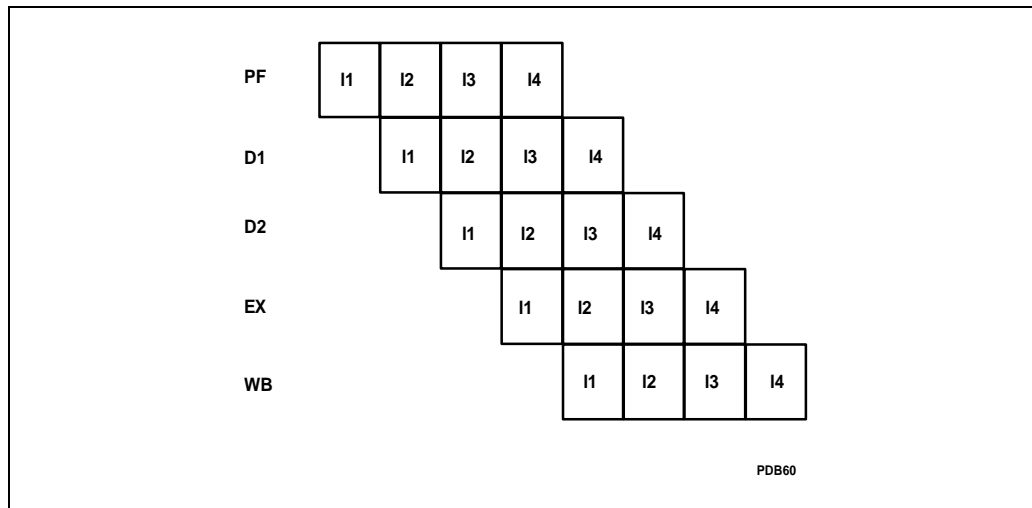 PF I1 I2 I3 I4
D1 I1 I2 I3 I4
D2 I1 I2 I3 I4
EX I1 I2 I3 I4
WB I1 I2 I3 I4
PDB60